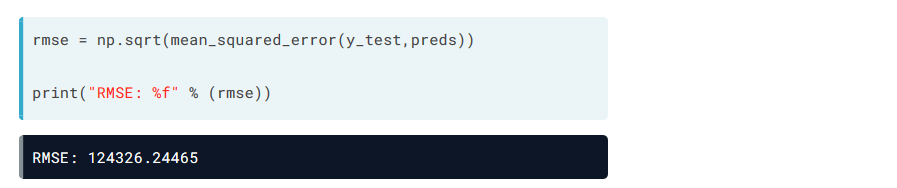 rmse = np.sqrt(mean_squared_error(y_test,preds))
print("RMSE: %f" % (rmse))
RMSE: 124326.24465